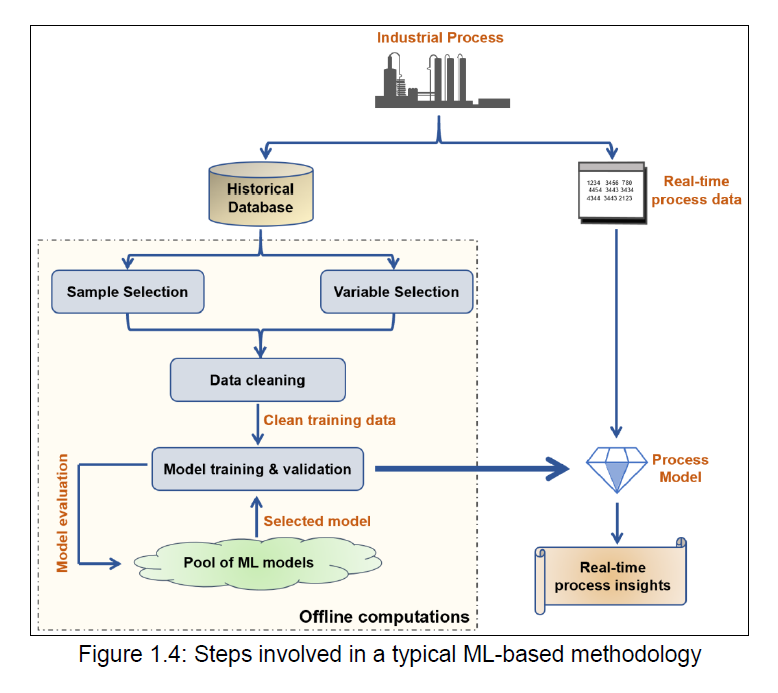 Industrial Process
Historical
Database
1234 3456 780
4454 3443 3434
4344 3443 2123
Real-time
process data
Sample Selection
Variable Selection
Data cleaning
Clean training data
Model training & validation
Process
Model
Model evaluation
Selected model
Pool of ML models
Real-time
process insights
Offline computations
Figure 1.4: Steps involved in a typical ML-based methodology